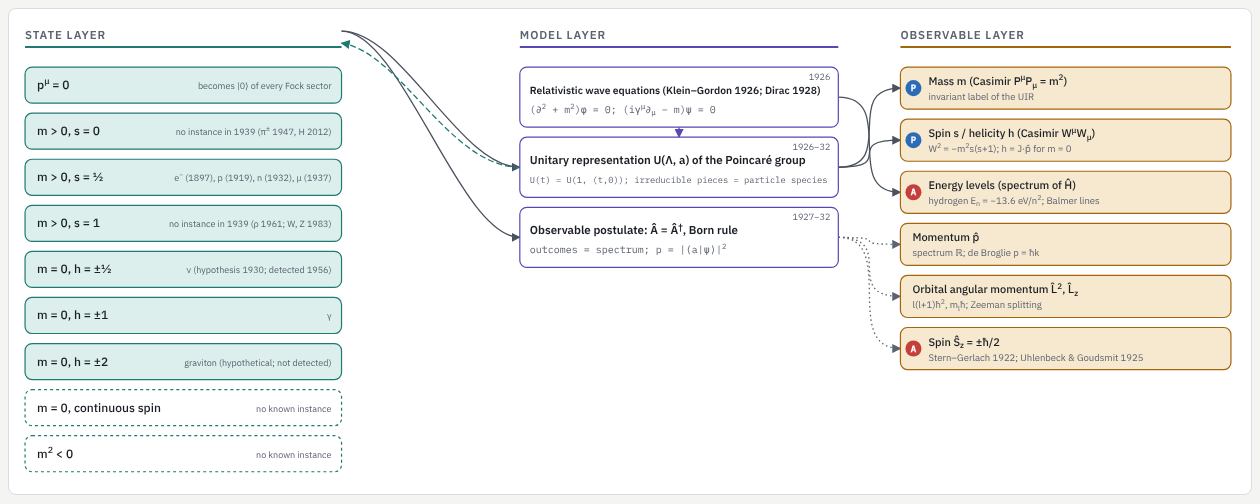 STATE LAYER
pᵘ = 0
becomes |0⟩ of every Fock sector
m > 0, s = 0
no instance in 1939 (π± 1947, H 2012)
m > 0, s = ½
e⁻ (1897), p (1919), n (1932), μ (1937)
m > 0, s = 1
no instance in 1939 (ρ 1961; W, Z 1983)
m = 0, h = ±½
ν (hypothesis 1930; detected 1956)
m = 0, h = ±1
γ
m = 0, h = ±2
graviton (hypothetical; not detected)
m = 0, continuous spin
no known instance
m² < 0
no known instance
MODEL LAYER
1926
Relativistic wave equations (Klein–Gordon 1926; Dirac 1928)
(∂² + m²)φ = 0; (iγ^μ∂_μ − m)ψ = 0
1926–32
Unitary representation U(Λ, a) of the Poincaré group
U(t) = U(1, (t,0)); irreducible pieces = particle species
1927–32
Observable postulate: Â = Â†, Born rule
outcomes = spectrum; p = |⟨a|ψ⟩|²
OBSERVABLE LAYER
P
Mass m (Casimir P^μP_μ = m²)
invariant label of the UIR
P
Spin s / helicity h (Casimir W^μW_μ)
W² = −m²s(s+1); h = J·p̂ for m = 0
A
Energy levels (spectrum of Ĥ)
hydrogen Eₙ = −13.6 eV/n²; Balmer lines
Momentum p̂
spectrum ℝ; de Broglie p = ħk
Orbital angular momentum L̂², L̂_z
l(l+1)ħ², m_lħ; Zeeman splitting
A
Spin Ŝ_z = ±ħ/2
Stern–Gerlach 1922; Uhlenbeck & Goudsmit 1925